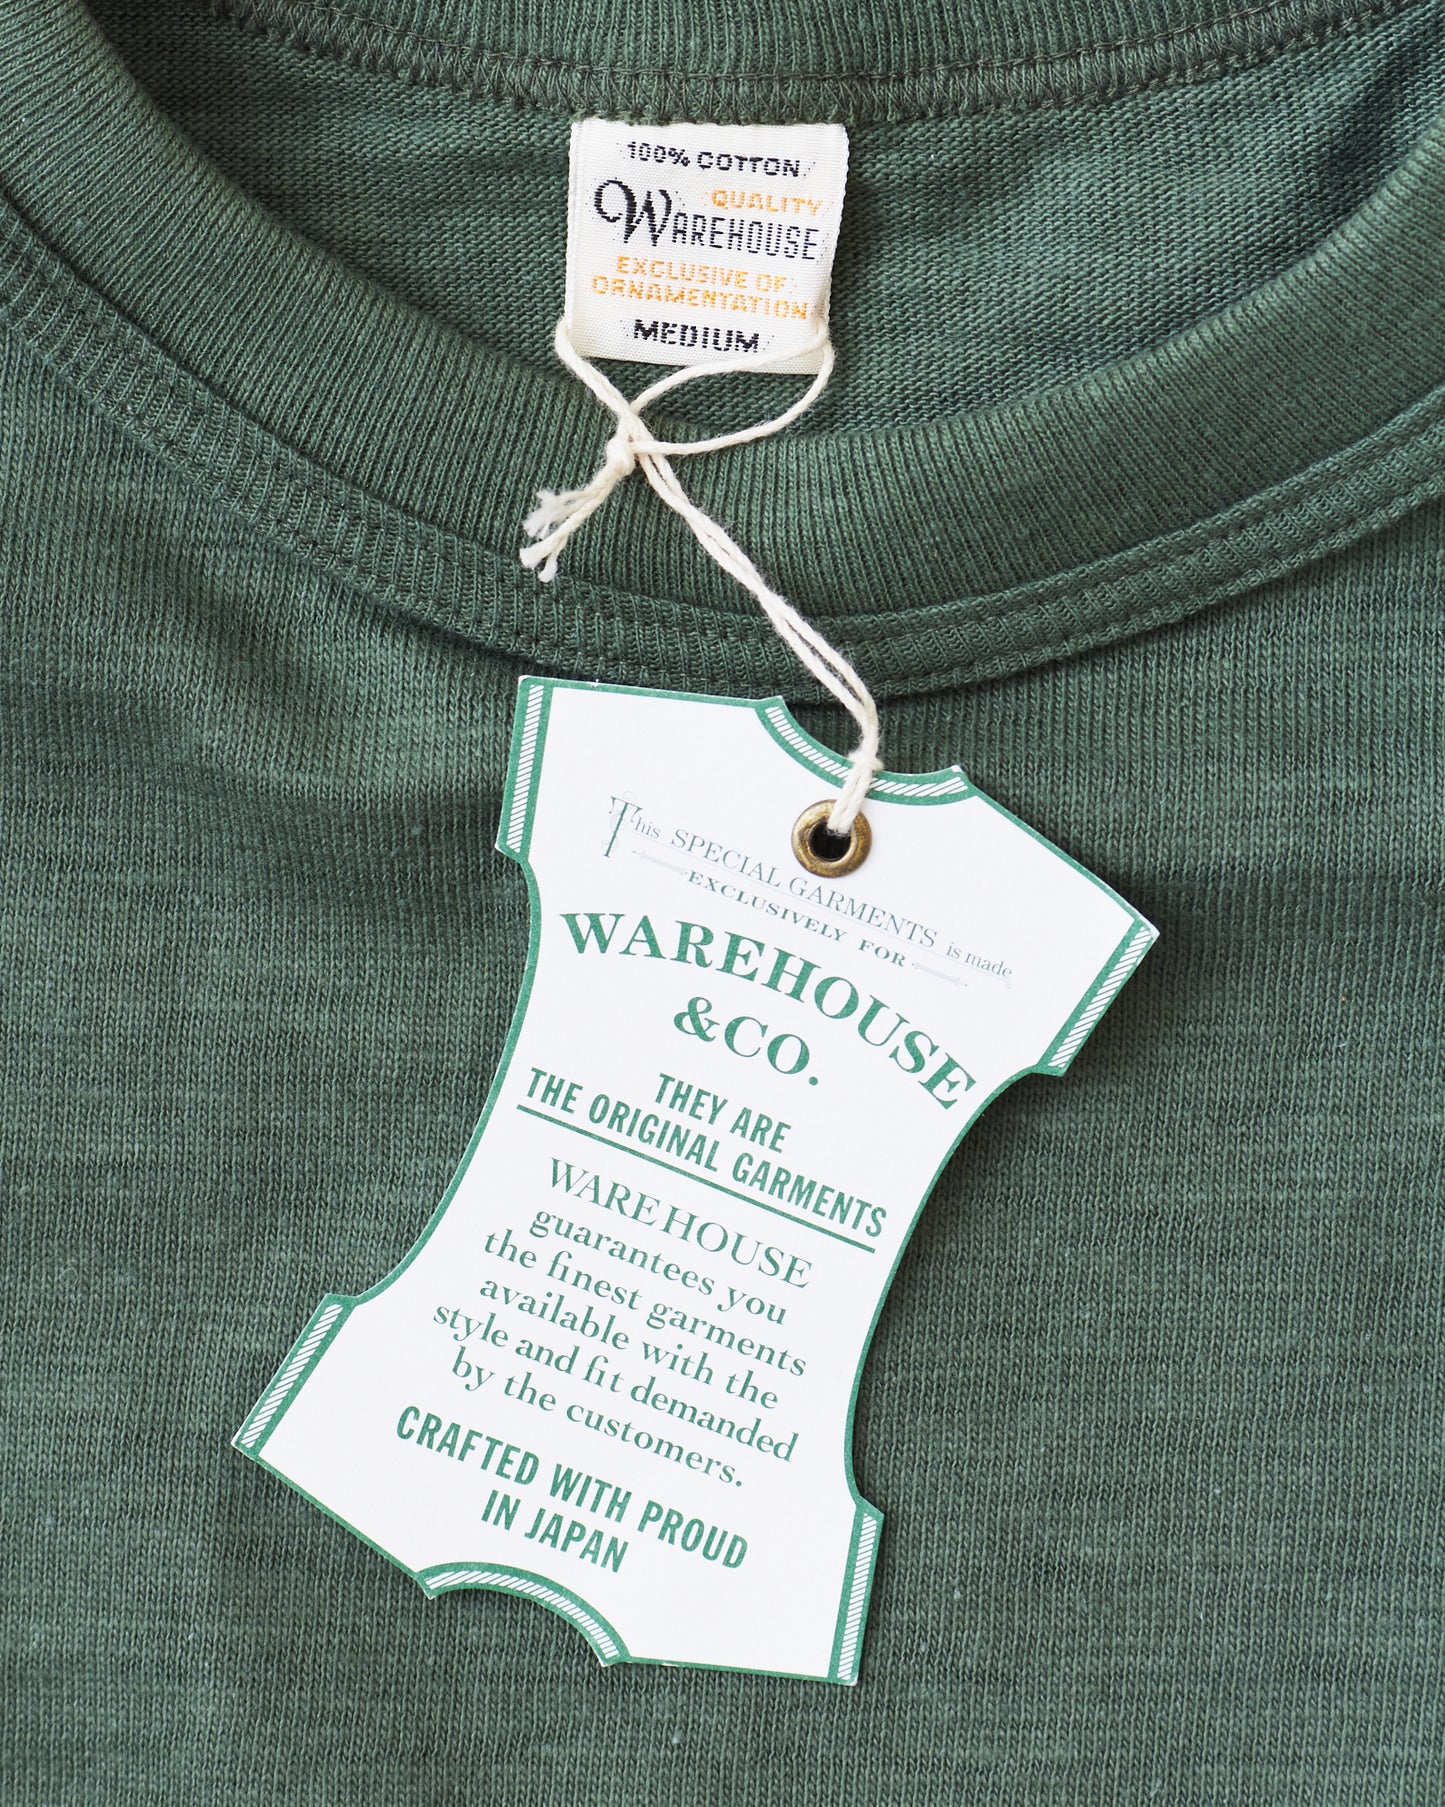 100% COTTON
QUALITY
WAREHOUSE
EXCLUSIVE OF
ORNAMENTATION
MEDIUM
This SPECIAL GARMENTS is made
EXCLUSIVELY FOR
WAREHOUSE
&CO.
THEY ARE
THE ORIGINAL GARMENTS
WAREHOUSE
guarantees you
the finest garments
available with the
style and fit demanded
by the customers.
CRAFTED WITH PROUD
IN JAPAN